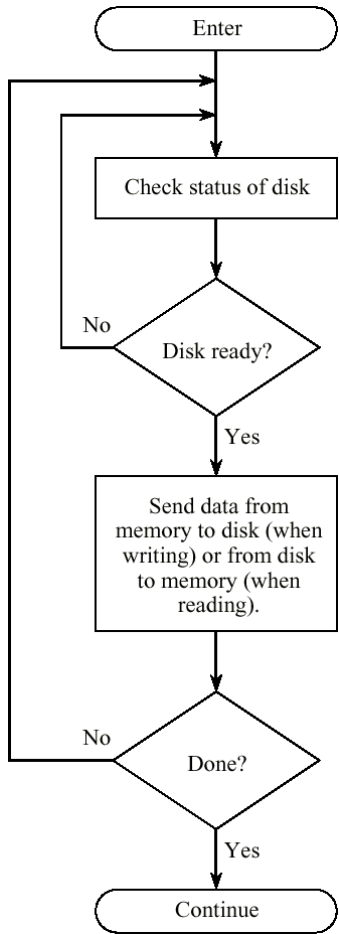 Enter
Check status of disk
No
Disk ready?
Yes
Send data from
memory to disk (when
writing) or from disk
to memory (when
reading).
No
Done?
Yes
Continue